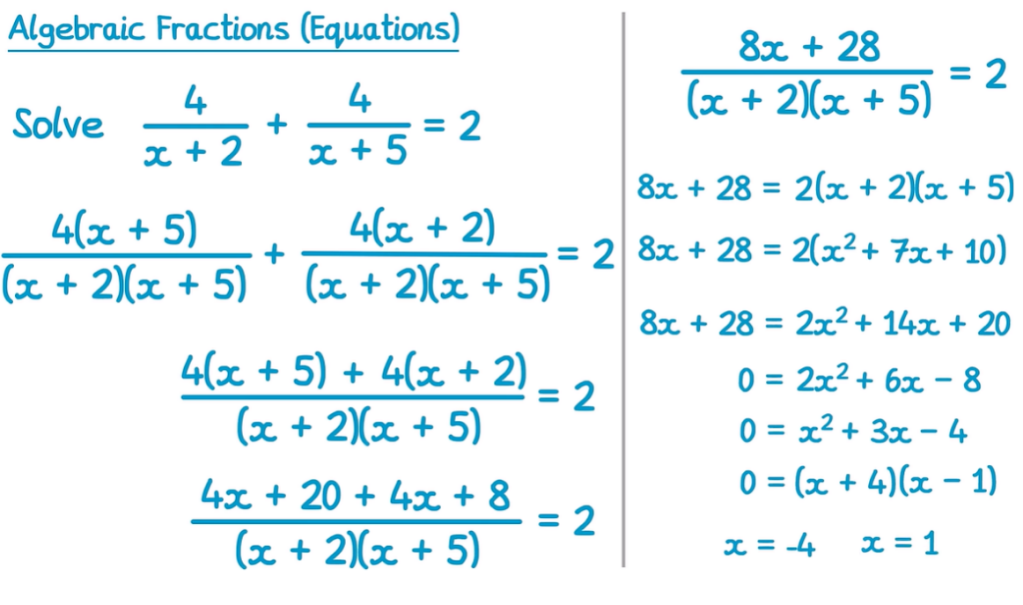 Algebraic Fractions (Equations)
Solve 4/(x + 2) + 4/(x + 5) = 2
4(x + 5)/((x + 2)(x + 5)) + 4(x + 2)/((x + 2)(x + 5)) = 2
(4(x + 5) + 4(x + 2))/((x + 2)(x + 5)) = 2
(4x + 20 + 4x + 8)/((x + 2)(x + 5)) = 2
(8x + 28)/((x + 2)(x + 5)) = 2
8x + 28 = 2(x + 2)(x + 5)
8x + 28 = 2(x² + 7x + 10)
8x + 28 = 2x² + 14x + 20
0 = 2x² + 6x − 8
0 = x² + 3x − 4
0 = (x + 4)(x − 1)
x = -4 x = 1